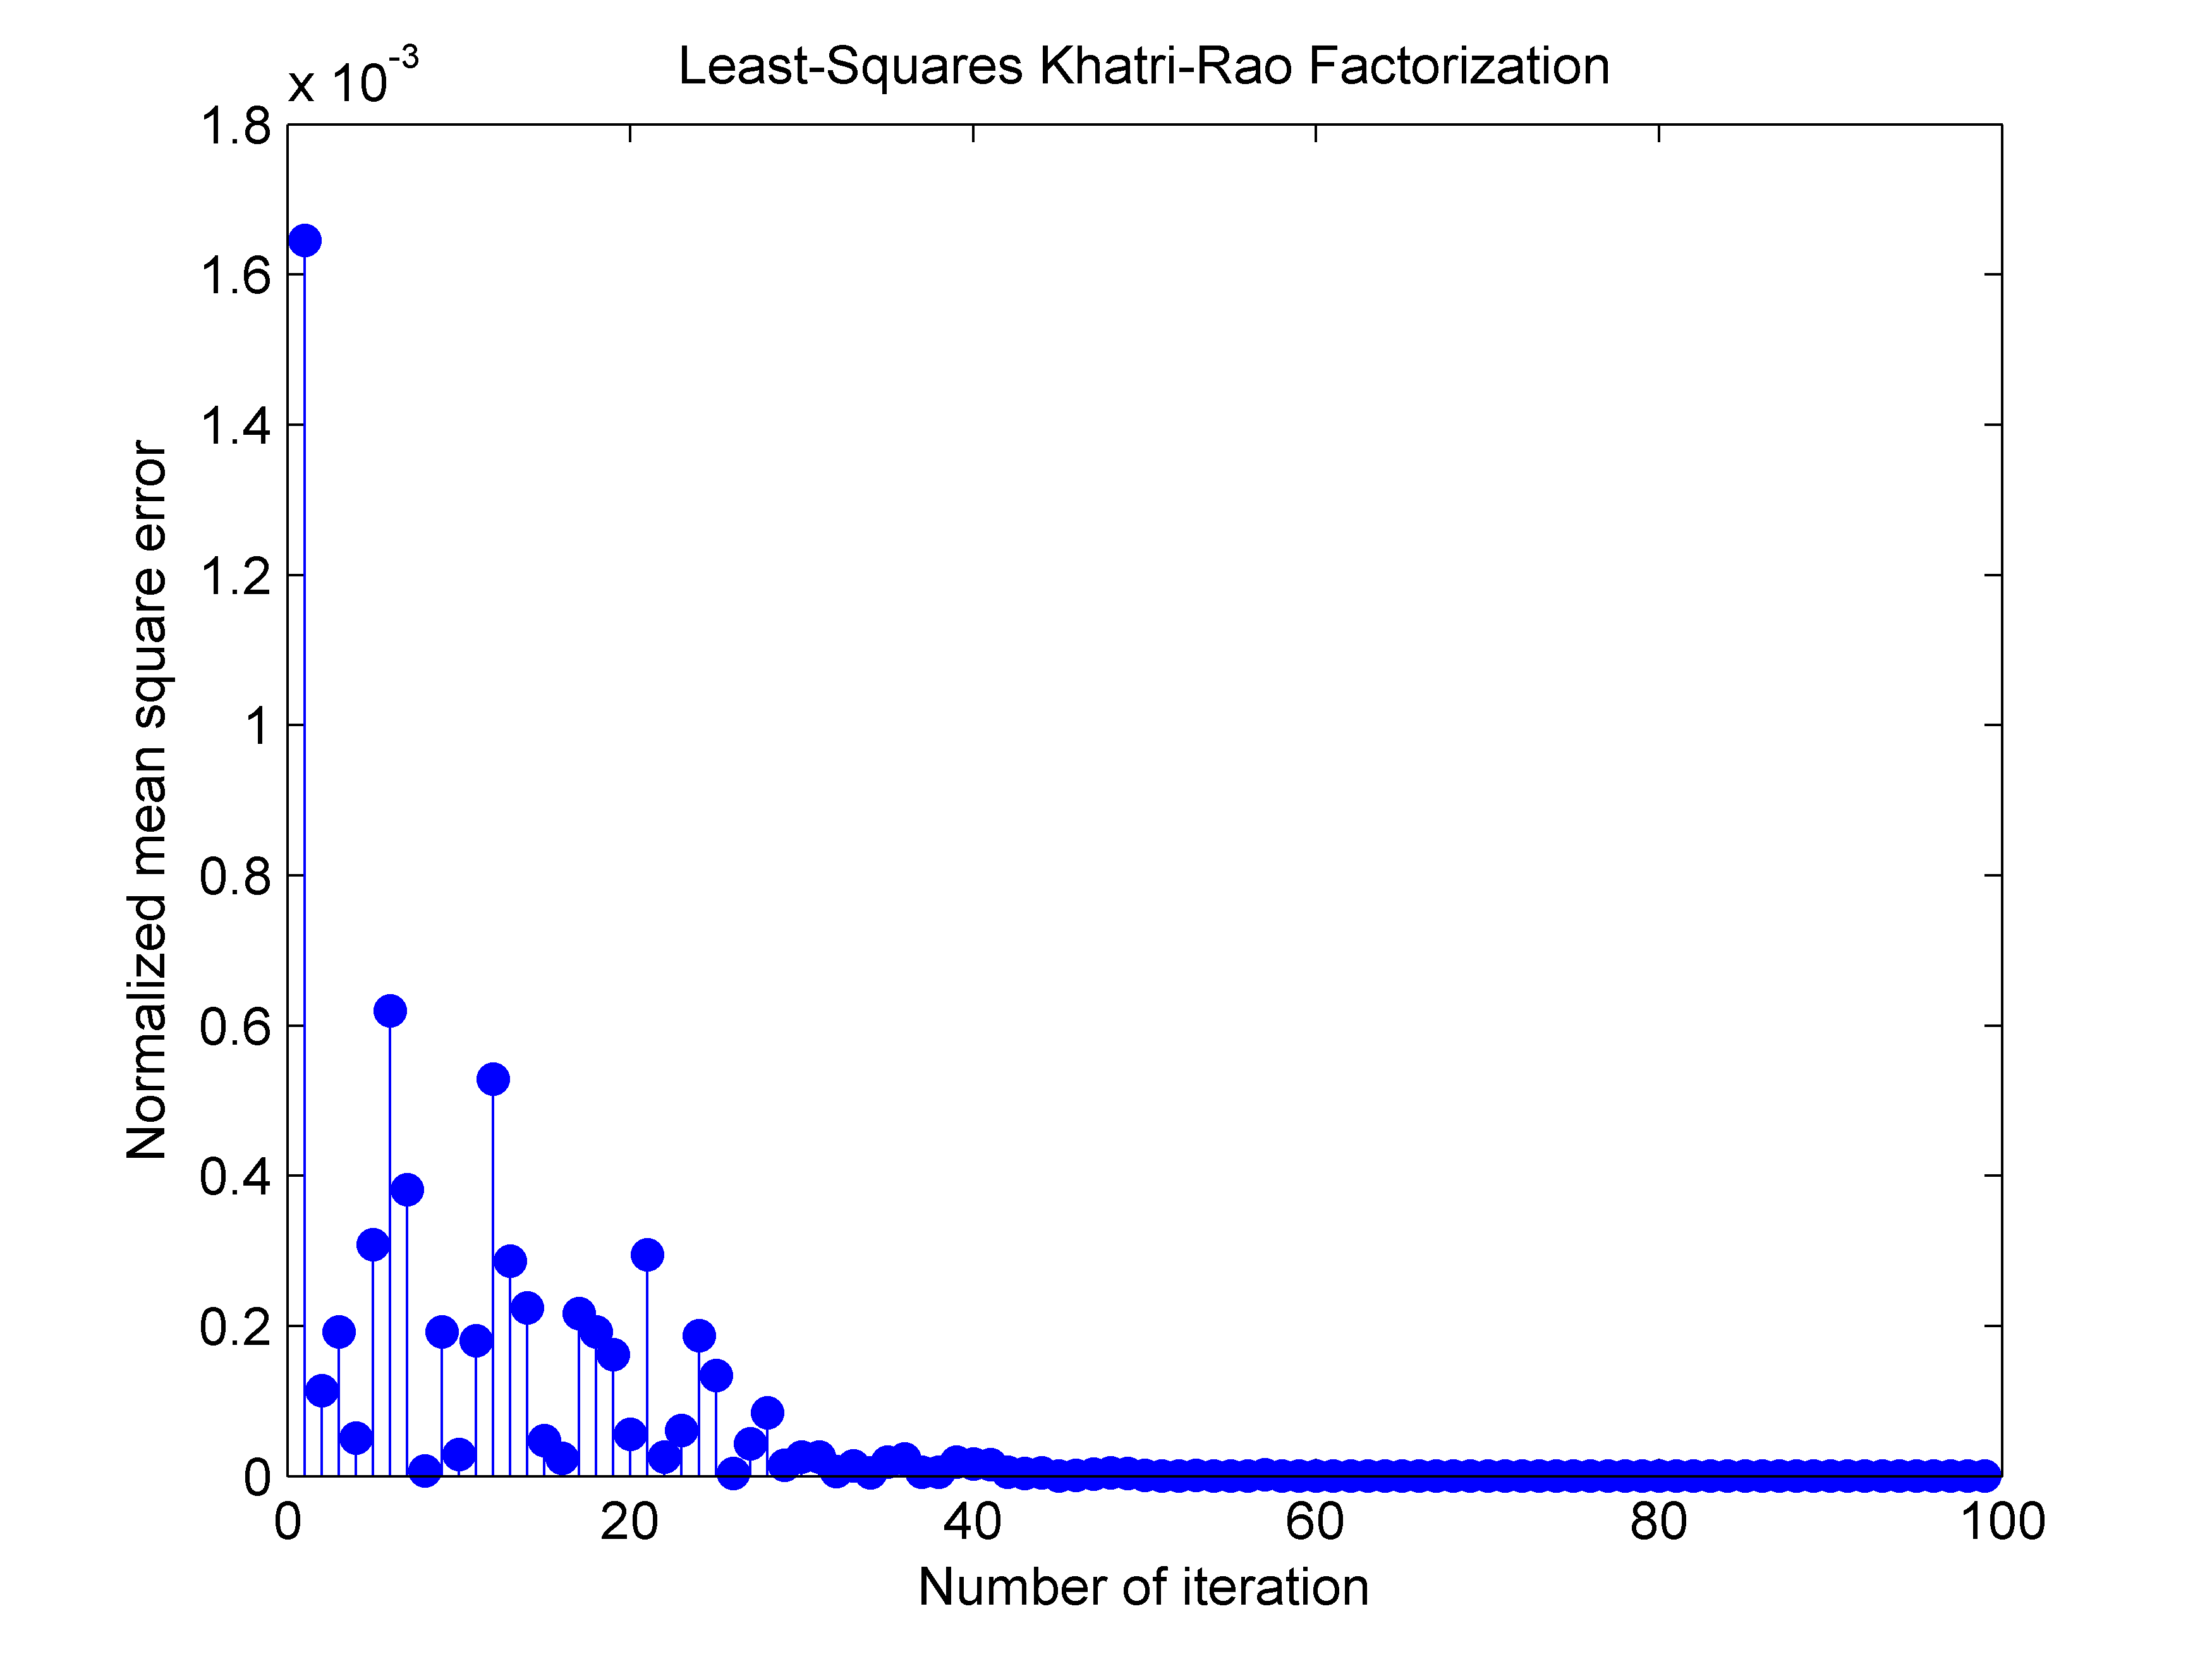 Least-Squares Khatri-Rao Factorization
x 10-3
1.8
1.6
1.4
1.2
1
0.8
0.6
0.4
0.2
0
Normalized mean square error
0 20 40 60 80 100
Number of iteration